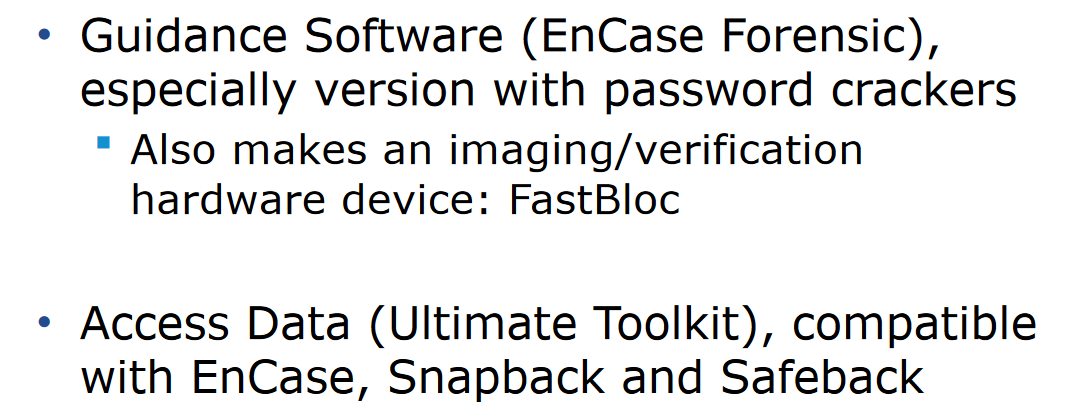 • Guidance Software (EnCase Forensic),
especially version with password crackers
▪ Also makes an imaging/verification
hardware device: FastBloc
• Access Data (Ultimate Toolkit), compatible
with EnCase, Snapback and Safeback